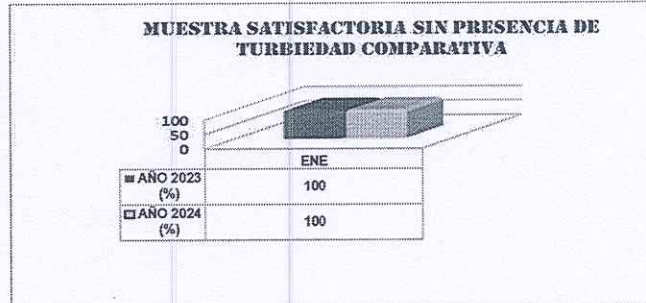 MUESTRA SATISFACTORIA SIN PRESENCIA DE
TURBIEDAD COMPARATIVA
100
50
0
ENE
AÑO 2023
(%)
100
AÑO 2024
(%)
100